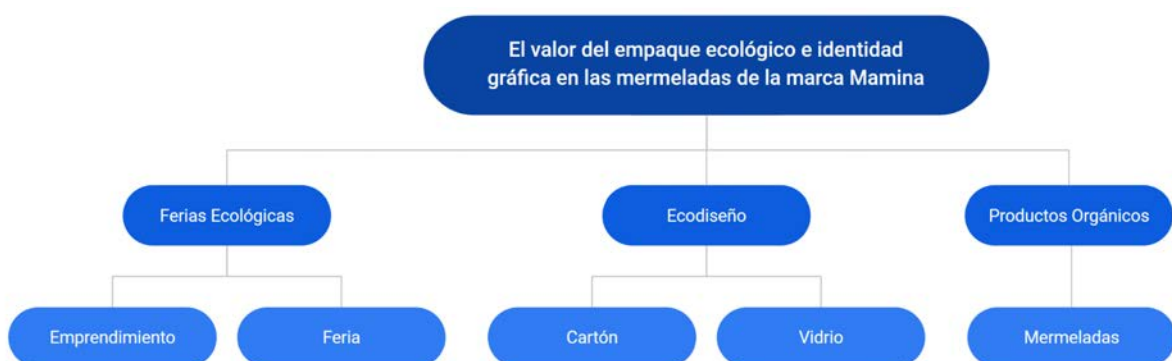 El valor del empaque ecológico e identidad
gráfica en las mermeladas de la marca Mamina
Ferias Ecológicas
Ecodiseño
Productos Orgánicos
Emprendimiento
Feria
Cartón
Vidrio
Mermeladas